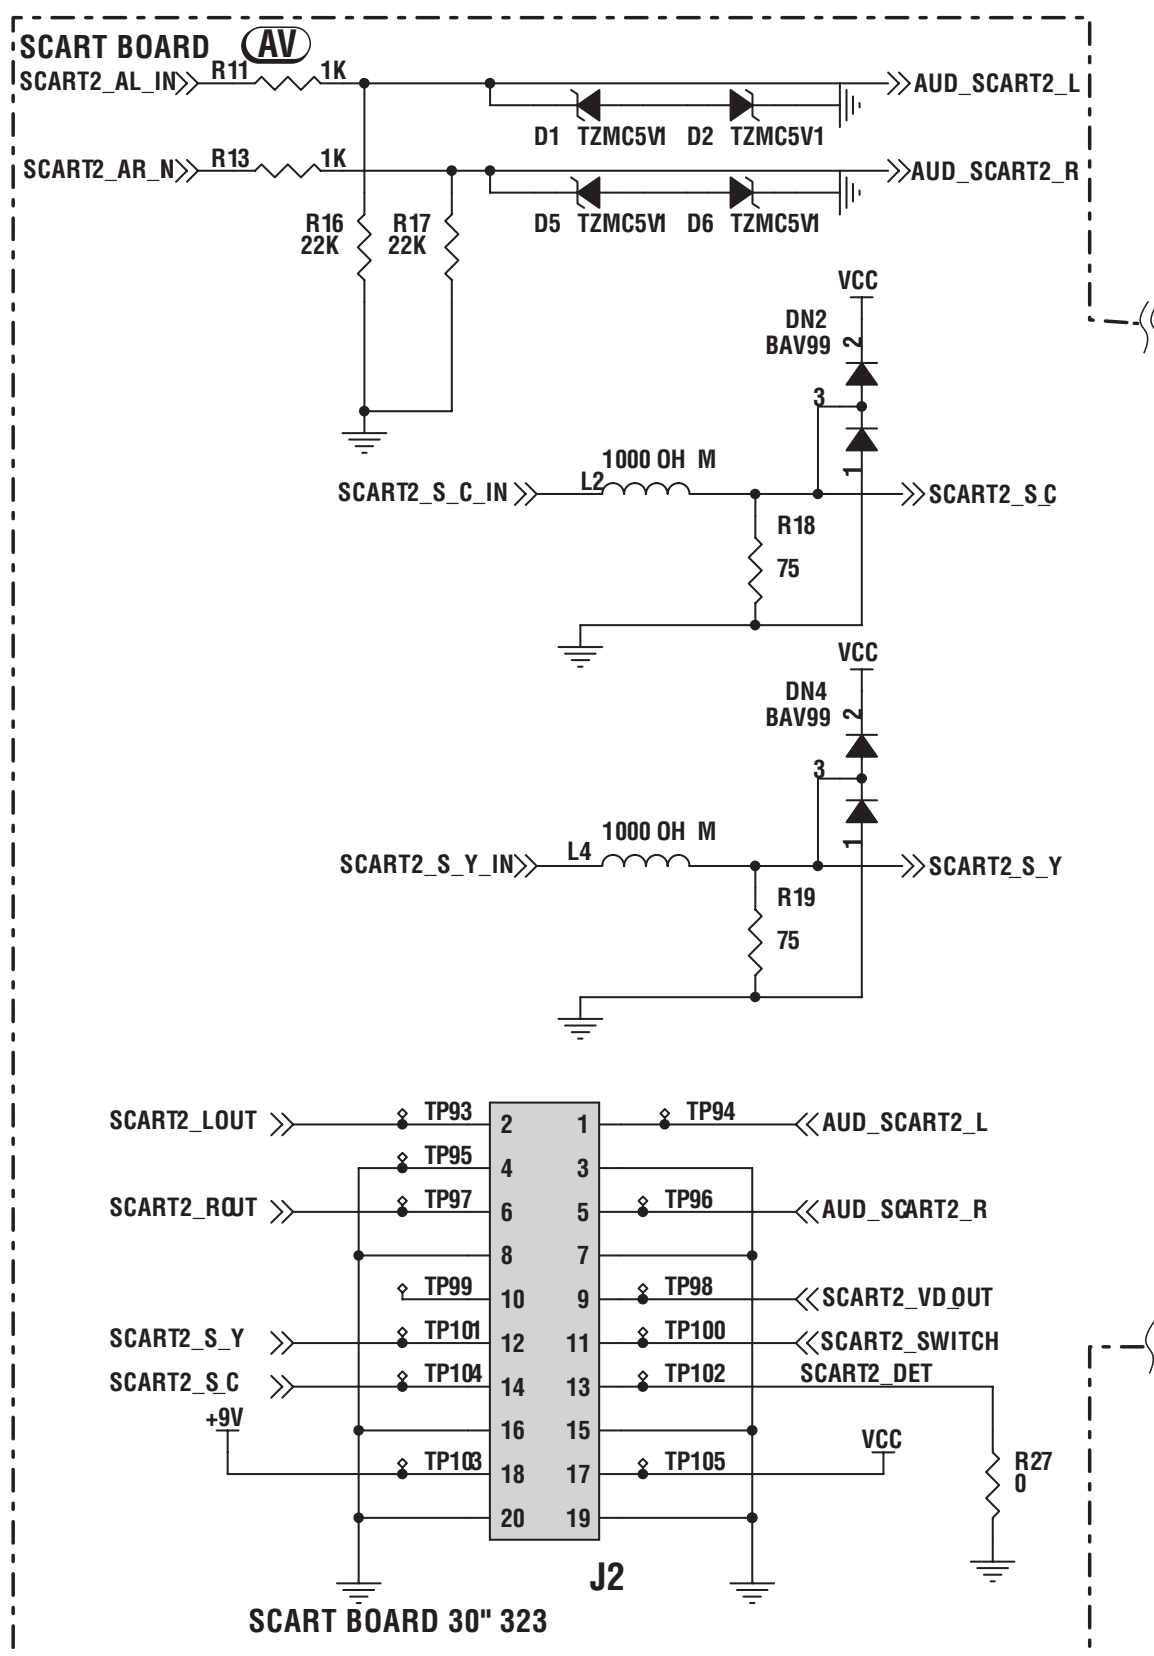 SCART BOARD AV
SCART2_AL_IN R11 1K AUD_SCART2_L
D1 TZMC5V1 D2 TZMC5V1
SCART2_AR_N R13 1K AUD_SCART2_R
D5 TZMC5V1 D6 TZMC5V1
R16 R17
22K 22K
VCC
DN2
BAV99 2
3
1
1000 OH M
SCART2_S_C_IN L2 SCART2_S_C
R18
75
VCC
DN4
BAV99 2
3
1
1000 OH M
SCART2_S_Y_IN L4 SCART2_S_Y
R19
75
SCART2_LOUT TP93 2 1 TP94 AUD_SCART2_L
TP95 4 3
SCART2_ROUT TP97 6 5 TP96 AUD_SCART2_R
8 7
TP99 10 9 TP98 SCART2_VD_OUT
SCART2_S_Y TP101 12 11 TP100 SCART2_SWITCH
SCART2_S_C TP104 14 13 TP102 SCART2_DET
+9V 16 15 VCC
TP103 18 17 TP105 R27
0
20 19
J2
SCART BOARD 30" 323